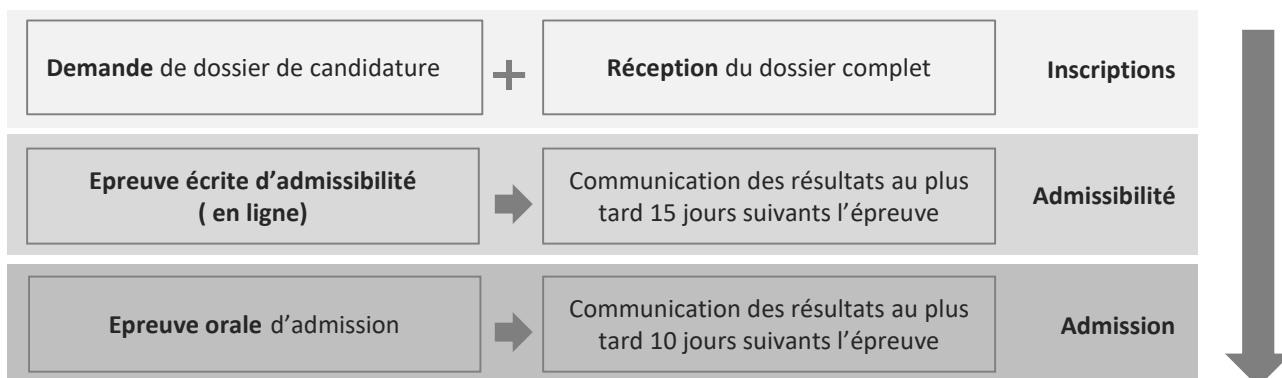 Demande de dossier de candidature
Réception du dossier complet
Inscriptions
Epreuve écrite d’admissibilité
( en ligne)
Communication des résultats au plus
tard 15 jours suivants l’épreuve
Admissibilité
Epreuve orale d’admission
Communication des résultats au plus
tard 10 jours suivants l’épreuve
Admission